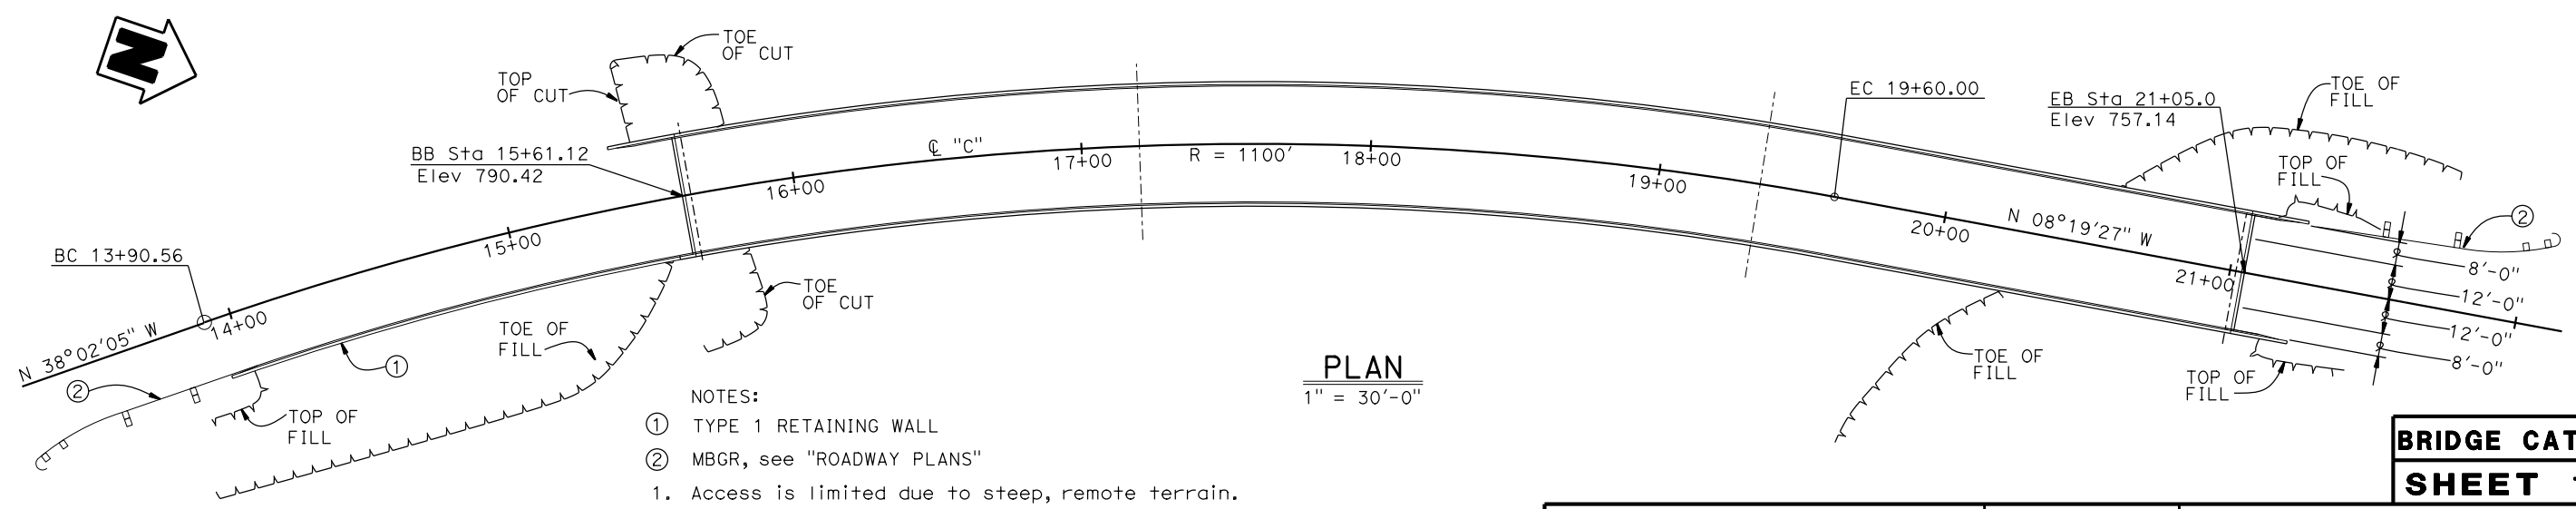 N
TOE
OF CUT
TOP
OF CUT
BB Sta 15+61.12
Elev 790.42
℄ "C"
16+00
17+00
R = 1100'
18+00
19+00
EC 19+60.00
EB Sta 21+05.0
Elev 757.14
TOE OF
FILL
TOP OF
FILL
2
20+00
N 08°19'27" W
21+00
8'-0"
12'-0"
12'-0"
8'-0"
BC 13+90.56
N 38°02'05" W
14+00
15+00
2
1
TOP OF
FILL
TOE OF
FILL
TOE
OF CUT
TOE OF
FILL
TOP OF
FILL
PLAN
1" = 30'-0"
NOTES:
1 TYPE 1 RETAINING WALL
2 MBGR, see "ROADWAY PLANS"
1. Access is limited due to steep, remote terrain.
BRIDGE CAT
SHEET